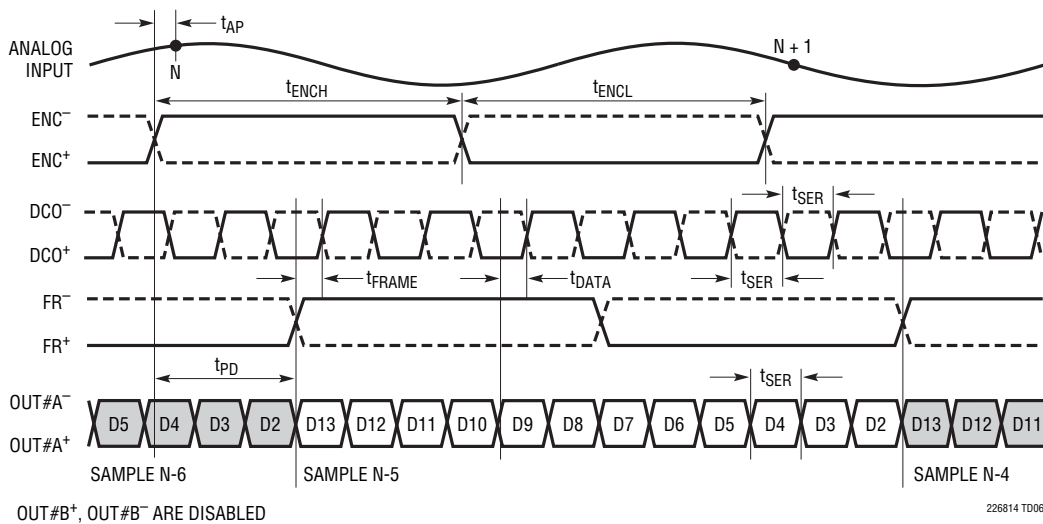 tAP
ANALOG
INPUT
N
N + 1
tENCH
tENCL
ENC–
ENC+
DCO–
DCO+
tSER
tFRAME
tDATA
tSER
FR–
FR+
tPD
tSER
OUT#A–
OUT#A+
D5 D4 D3 D2 D13 D12 D11 D10 D9 D8 D7 D6 D5 D4 D3 D2 D13 D12 D11
SAMPLE N-6 SAMPLE N-5 SAMPLE N-4
OUT#B+, OUT#B– ARE DISABLED
226814 TD06